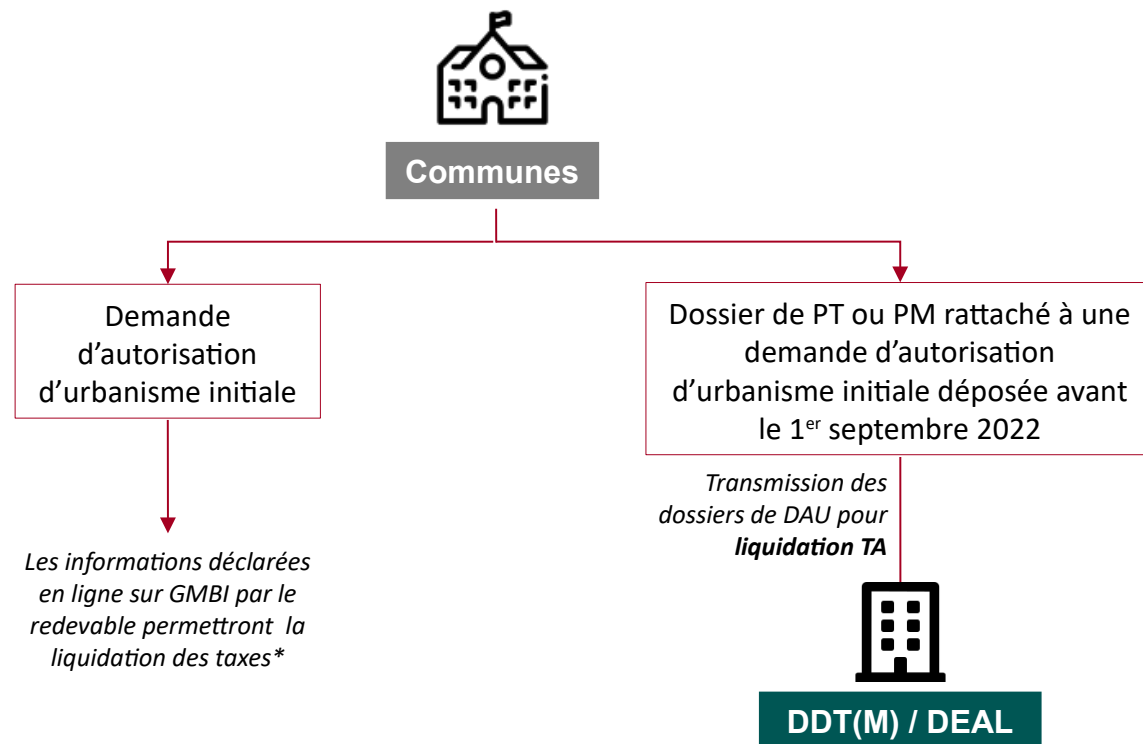 Communes
Demande
d’autorisation
d’urbanisme initiale
Les informations déclarées
en ligne sur GMBI par le
redevable permettront la
liquidation des taxes*
Dossier de PT ou PM rattaché à une
demande d’autorisation
d’urbanisme initiale déposée avant
le 1er septembre 2022
Transmission des
dossiers de DAU pour
liquidation TA
DDT(M) / DEAL